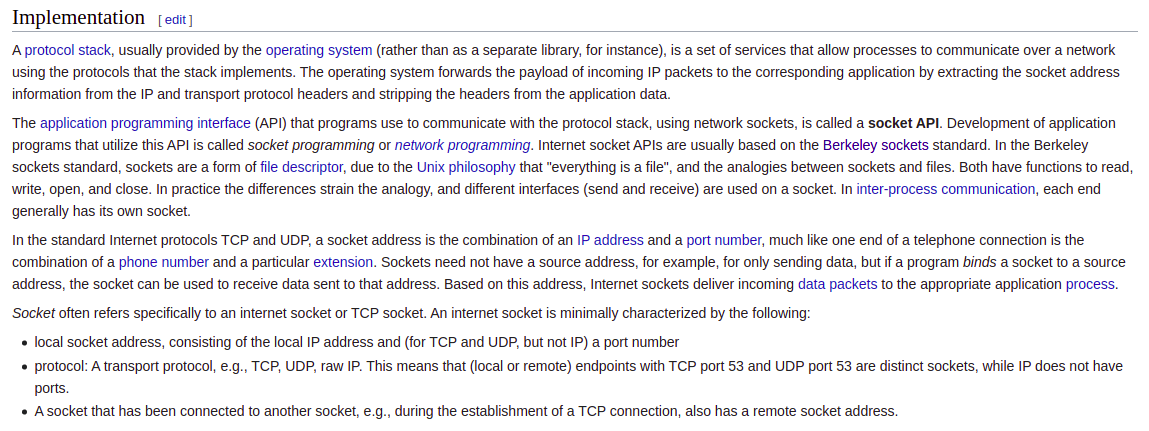 Implementation [ edit ]
A protocol stack, usually provided by the operating system (rather than as a separate library, for instance), is a set of services that allow processes to communicate over a network
using the protocols that the stack implements. The operating system forwards the payload of incoming IP packets to the corresponding application by extracting the socket address
information from the IP and transport protocol headers and stripping the headers from the application data.
The application programming interface (API) that programs use to communicate with the protocol stack, using network sockets, is called a socket API. Development of application
programs that utilize this API is called socket programming or network programming. Internet socket APIs are usually based on the Berkeley sockets standard. In the Berkeley
sockets standard, sockets are a form of file descriptor, due to the Unix philosophy that "everything is a file", and the analogies between sockets and files. Both have functions to read,
write, open, and close. In practice the differences strain the analogy, and different interfaces (send and receive) are used on a socket. In inter-process communication, each end
generally has its own socket.
In the standard Internet protocols TCP and UDP, a socket address is the combination of an IP address and a port number, much like one end of a telephone connection is the
combination of a phone number and a particular extension. Sockets need not have a source address, for example, for only sending data, but if a program binds a socket to a source
address, the socket can be used to receive data sent to that address. Based on this address, Internet sockets deliver incoming data packets to the appropriate application process.
Socket often refers specifically to an internet socket or TCP socket. An internet socket is minimally characterized by the following:
• local socket address, consisting of the local IP address and (for TCP and UDP, but not IP) a port number
• protocol: A transport protocol, e.g., TCP, UDP, raw IP. This means that (local or remote) endpoints with TCP port 53 and UDP port 53 are distinct sockets, while IP does not have
ports.
• A socket that has been connected to another socket, e.g., during the establishment of a TCP connection, also has a remote socket address.